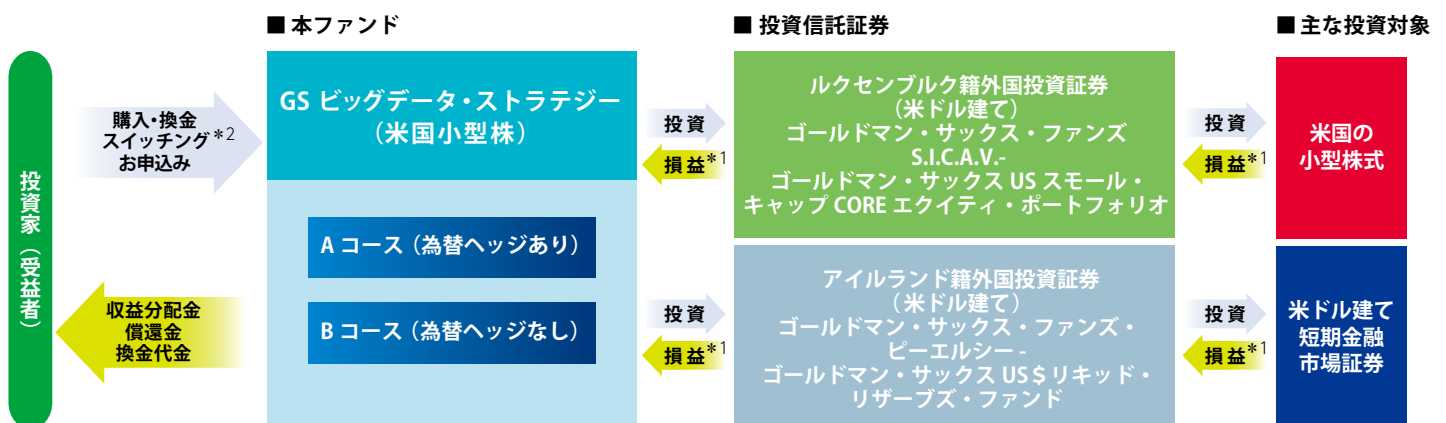 ■ 本ファンド
■ 投資信託証券
■ 主な投資対象
投資家（受益者）
購入・換金
スイッチング*2
お申込み
収益分配金
償還金
換金代金
GS ビッグデータ・ストラテジー
（米国小型株）
A コース（為替ヘッジあり）
B コース（為替ヘッジなし）
投資
損益*1
投資
損益*1
ルクセンブルク籍外国投資証券
（米ドル建て）
ゴールドマン・サックス・ファンズ
S.I.C.A.V.-
ゴールドマン・サックス US スモール・
キャップ CORE エクイティ・ポートフォリオ
アイルランド籍外国投資証券
（米ドル建て）
ゴールドマン・サックス・ファンズ・
ピーエルシー -
ゴールドマン・サックス US＄リキッド・
リザーブズ・ファンド
投資
損益*1
投資
損益*1
米国の
小型株式
米ドル建て
短期金融
市場証券